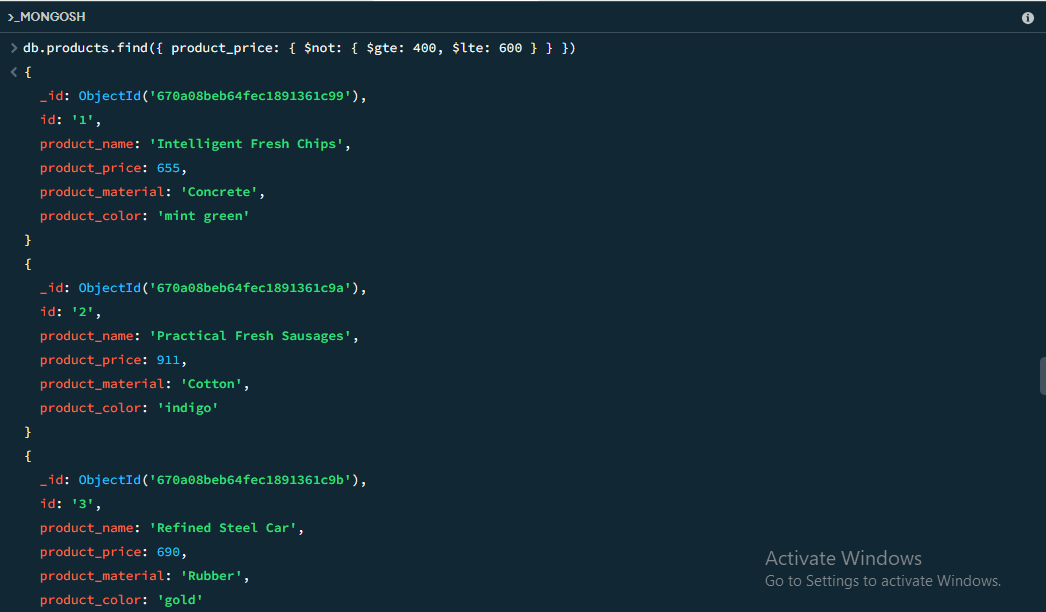 >_MONGOSH
> db.products.find({ product_price: { $not: { $gte: 400, $lte: 600 } } })
< {
_id: ObjectId('670a08beb64fec1891361c99'),
id: '1',
product_name: 'Intelligent Fresh Chips',
product_price: 655,
product_material: 'Concrete',
product_color: 'mint green'
}
{
_id: ObjectId('670a08beb64fec1891361c9a'),
id: '2',
product_name: 'Practical Fresh Sausages',
product_price: 911,
product_material: 'Cotton',
product_color: 'indigo'
}
{
_id: ObjectId('670a08beb64fec1891361c9b'),
id: '3',
product_name: 'Refined Steel Car',
product_price: 690,
product_material: 'Rubber',
product_color: 'gold'
Activate Windows
Go to Settings to activate Windows.